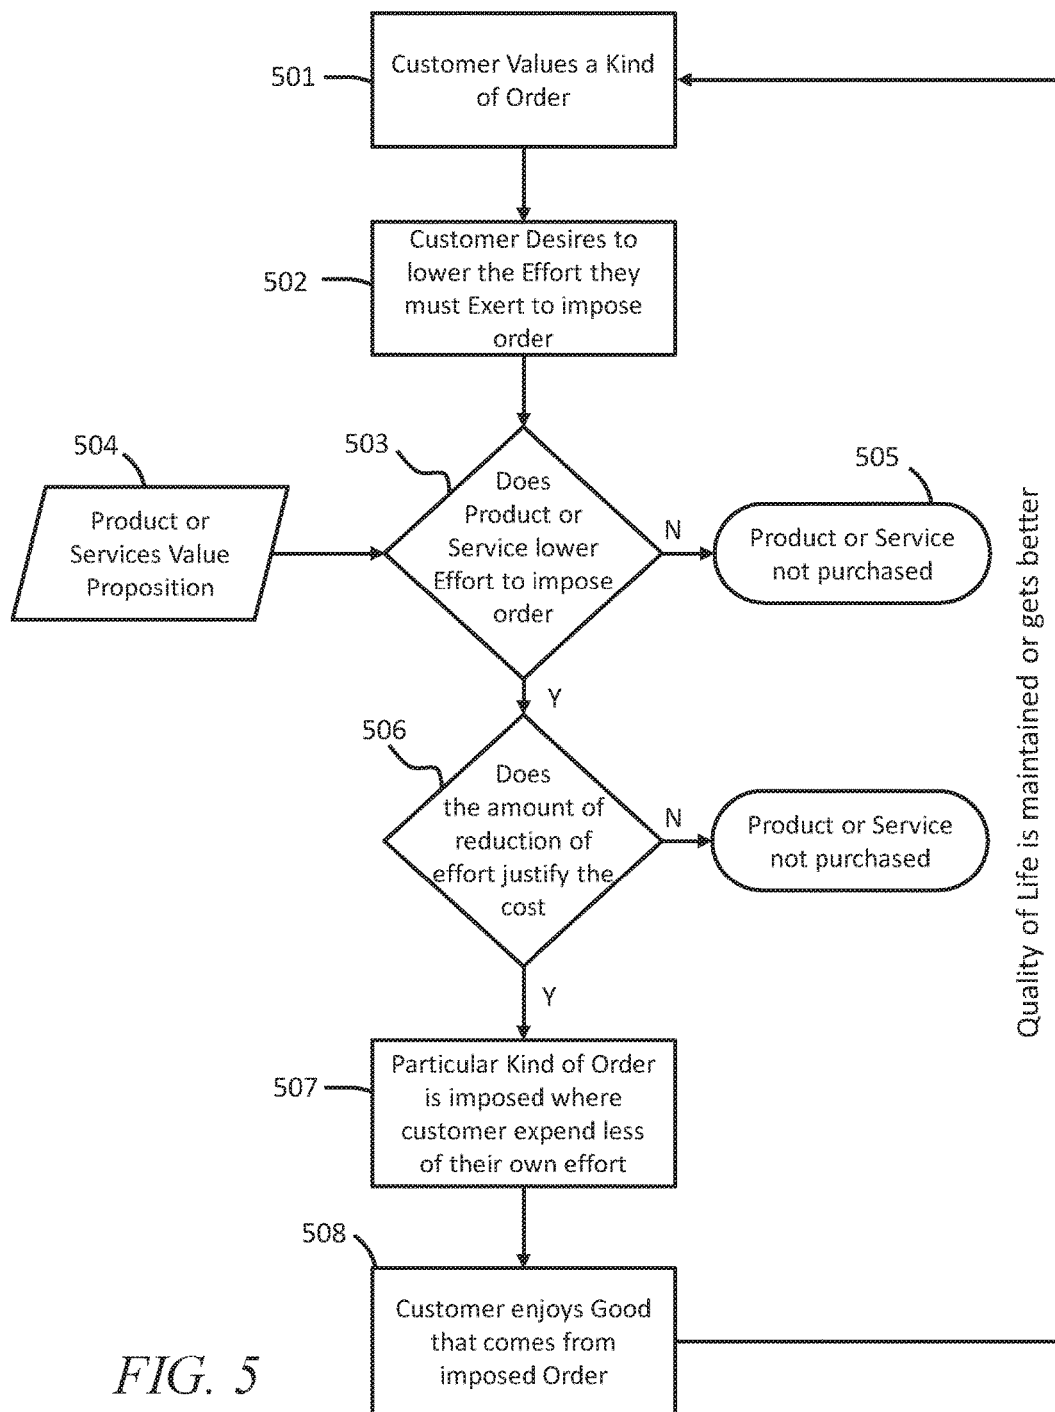 501
Customer Values a Kind
of Order
502
Customer Desires to
lower the Effort they
must Exert to impose
order
504
Product or
Services Value
Proposition
503
Does
Product or
Service lower
Effort to impose
order
N
505
Product or Service
not purchased
Y
506
Does
the amount of
reduction of
effort justify the
cost
N
Product or Service
not purchased
Y
507
Particular Kind of Order
is imposed where
customer expend less
of their own effort
508
Customer enjoys Good
that comes from
imposed Order
Quality of Life is maintained or gets better
FIG. 5